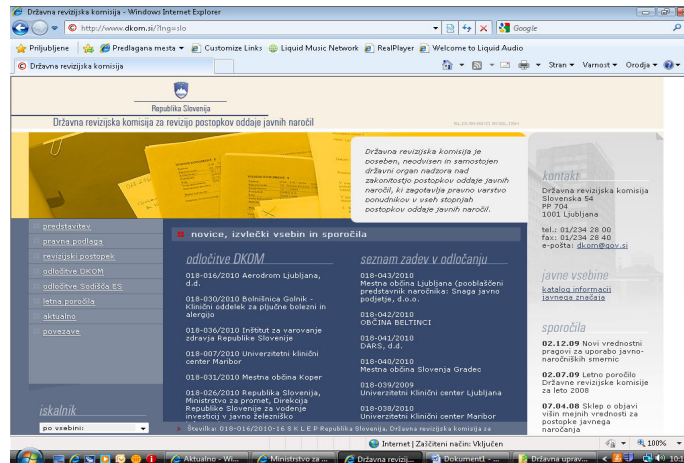 Državna revizijska komisija - Windows Internet Explorer
http://www.dkom.si/?lng=slo
Google
Priljubljene
Predlagana mesta
Customize Links
Liquid Music Network
RealPlayer
Welcome to Liquid Audio
Državna revizijska komisija
Stran
Varnost
Orodja
Republika Slovenija
Državna revizijska komisija za revizijo postopkov oddaje javnih naročil
Državna revizijska komisija je
poseben, neodvisen in samostojen
državni organ nadzora nad
zakonitostjo postopkov oddaje javnih
naročil, ki zagotavlja pravno varstvo
ponudnikov v vseh stopnjah
postopkov oddaje javnih naročil.
kontakt
Državna revizijska komisija
Slovenska 54
PP 704
1001 Ljubljana
tel.: 01/234 28 00
fax: 01/234 28 40
e-pošta: dkom@gov.si
javne vsebine
katalog informacij
javnega značaja
sporočila
02.12.09 Novi vrednostni
pragovi za uporabo javno-
naročniških smernic
02.07.09 Letno poročilo
Državne revizijske komisije
za leto 2008
07.04.08 Sklep o objavi
višin mejnih vrednosti za
postopke javnega
naročanja
predstavitev
pravna podlaga
revizijski postopek
odločitve DKOM
odločitve Sodišča ES
letna poročila
aktualno
povezave
iskalnik
po vsebini:
novice, izvlečki vsebin in sporočila
odločitve DKOM
018-016/2010 Aerodrom Ljubljana,
d.d.
018-030/2010 Bolnišnica Golnik -
Klinični oddelek za pljučne bolezni in
alergijo
018-036/2010 Inštitut za varovanje
zdravja Republike Slovenije
018-007/2010 Univerzitetni klinični
center Maribor
018-031/2010 Mestna občina Koper
018-026/2010 Republika Slovenija,
Ministrstvo za promet, Direkcija
Republike Slovenije za vodenje
investicij v javno železniško
seznam zadev v odločanju
018-043/2010
Mestna občina Ljubljana (pooblaščeni
predstavnik naročnika: Snaga javno
podjetje, d.o.o.
018-042/2010
OBČINA BELTINCI
018-041/2010
DARS, d.d.
018-040/2010
Mestna občina Slovenj Gradec
018-039/2009
Univerzitetni Klinični center Ljubljana
018-038/2010
Univerzitetni Klinični center Maribor
Številka: 018-016/2010-16 S K L E P Republika Slovenija, Državna revizijska komisija za
Internet | Zaščiteni način: Vključen
100%
SL
Aktualno - Wi...
Ministrstvo za ...
Državna revizij...
Document1 - ...
Državna uprav...
10:1